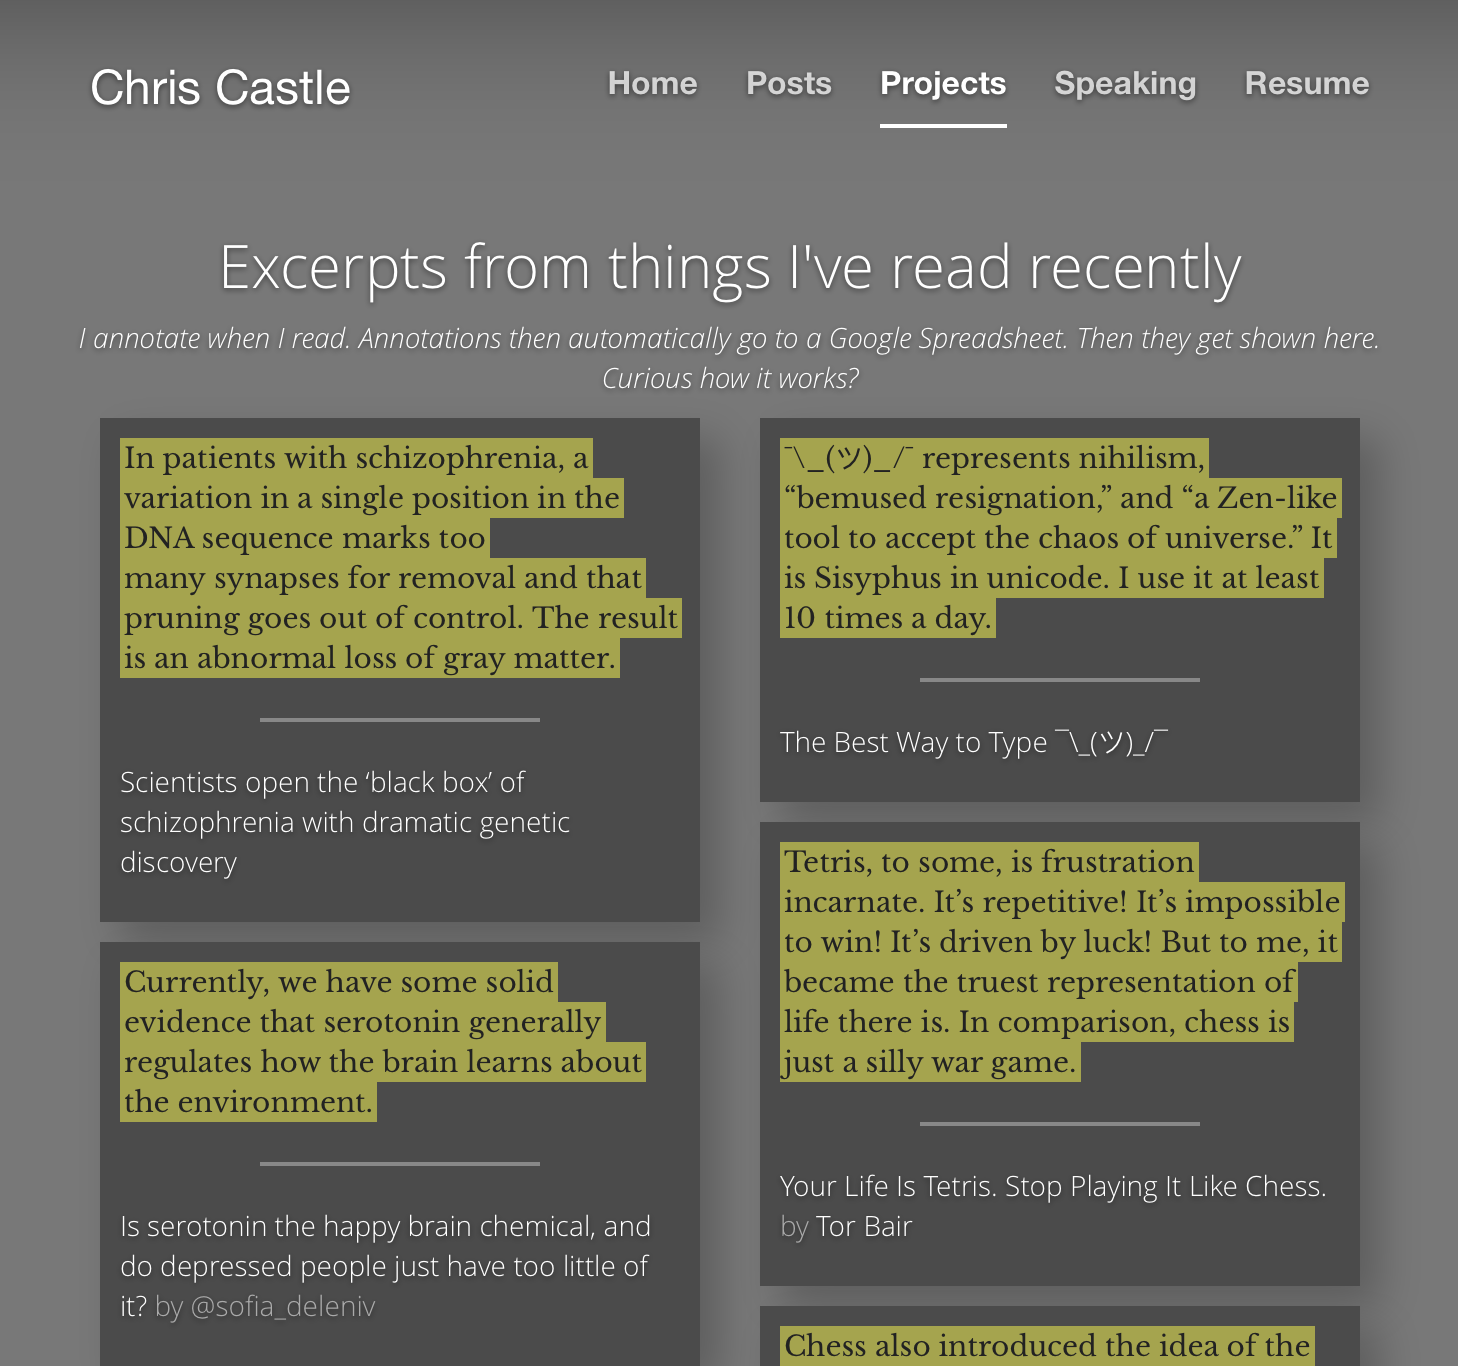 Chris Castle
Home Posts Projects Speaking Resume
Excerpts from things I've read recently
I annotate when I read. Annotations then automatically go to a Google Spreadsheet. Then they get shown here.
Curious how it works?
In patients with schizophrenia, a
variation in a single position in the
DNA sequence marks too
many synapses for removal and that
pruning goes out of control. The result
is an abnormal loss of gray matter.
Scientists open the ‘black box’ of
schizophrenia with dramatic genetic
discovery
Currently, we have some solid
evidence that serotonin generally
regulates how the brain learns about
the environment.
Is serotonin the happy brain chemical, and
do depressed people just have too little of
it? by @sofia_deleniv
¯\_(ツ)_/¯ represents nihilism,
“bemused resignation,” and “a Zen-like
tool to accept the chaos of universe.” It
is Sisyphus in unicode. I use it at least
10 times a day.
The Best Way to Type ¯\_(ツ)_/¯
Tetris, to some, is frustration
incarnate. It’s repetitive! It’s impossible
to win! It’s driven by luck! But to me, it
became the truest representation of
life there is. In comparison, chess is
just a silly war game.
Your Life Is Tetris. Stop Playing It Like Chess.
by Tor Bair
Chess also introduced the idea of the